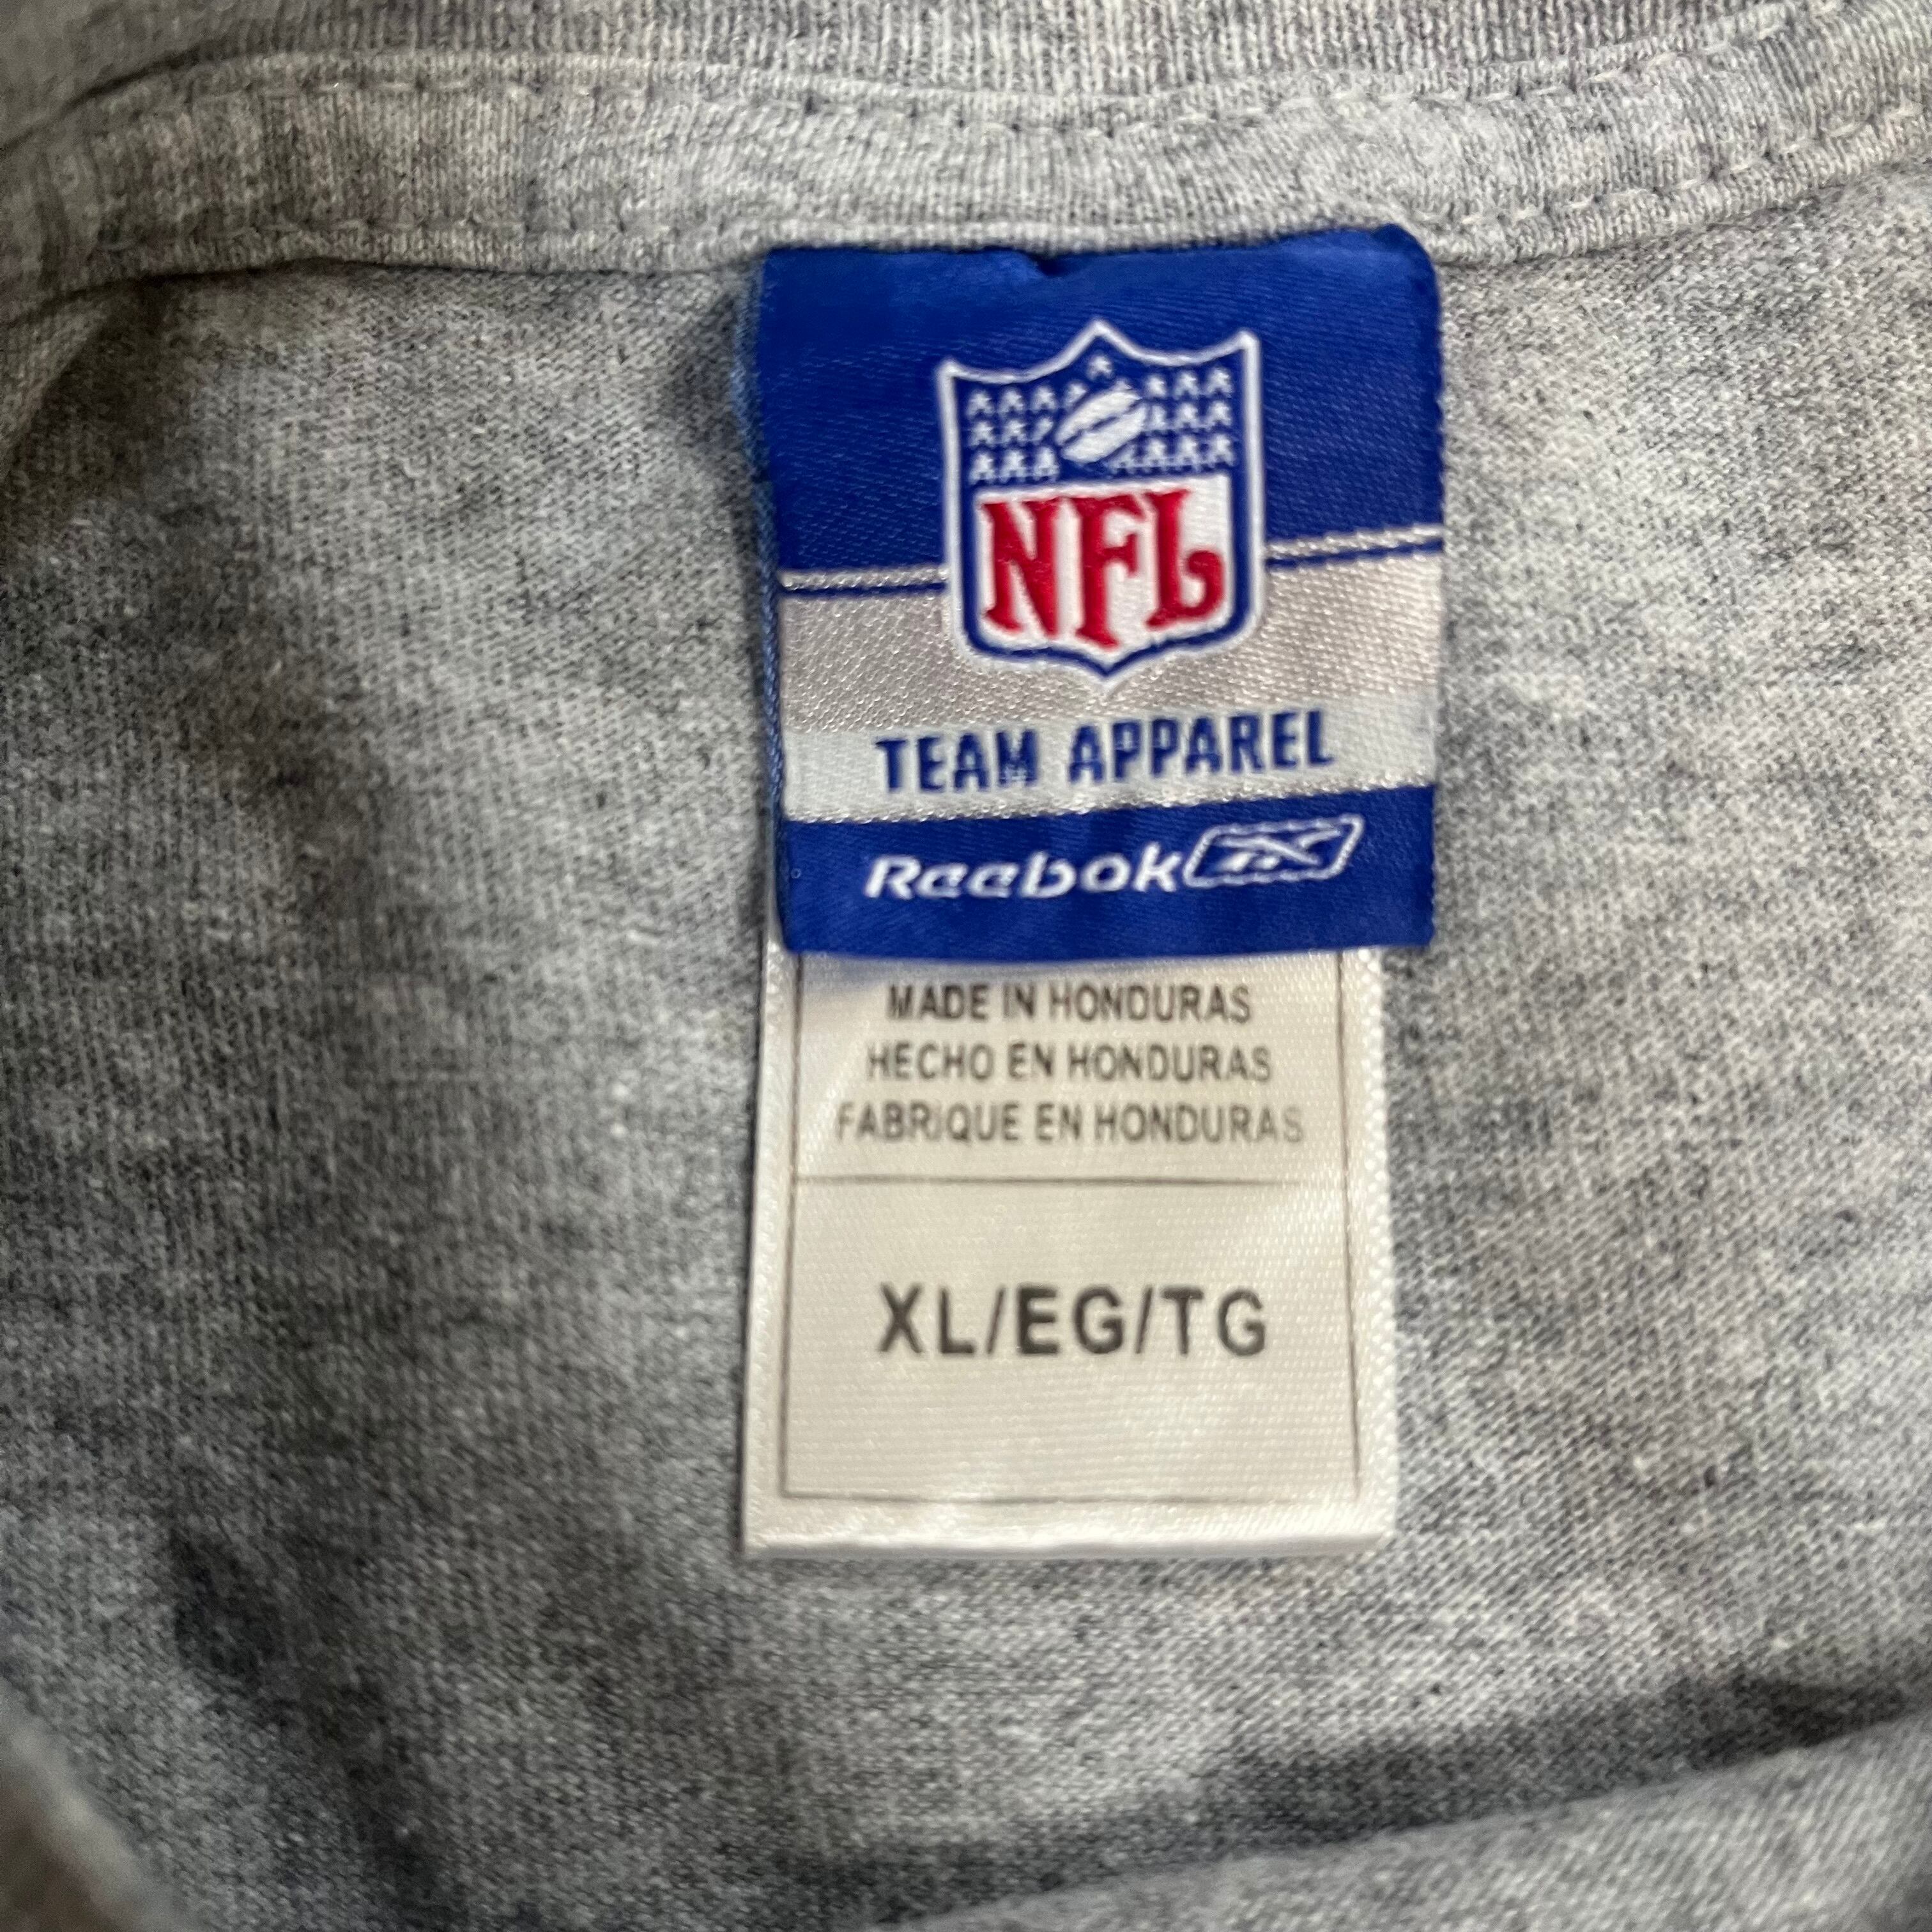 NFL
TEAM APPAREL
Reebok
MADE IN HONDURAS
HECHO EN HONDURAS
FABRIQUE EN HONDURAS
XL/EG/TG